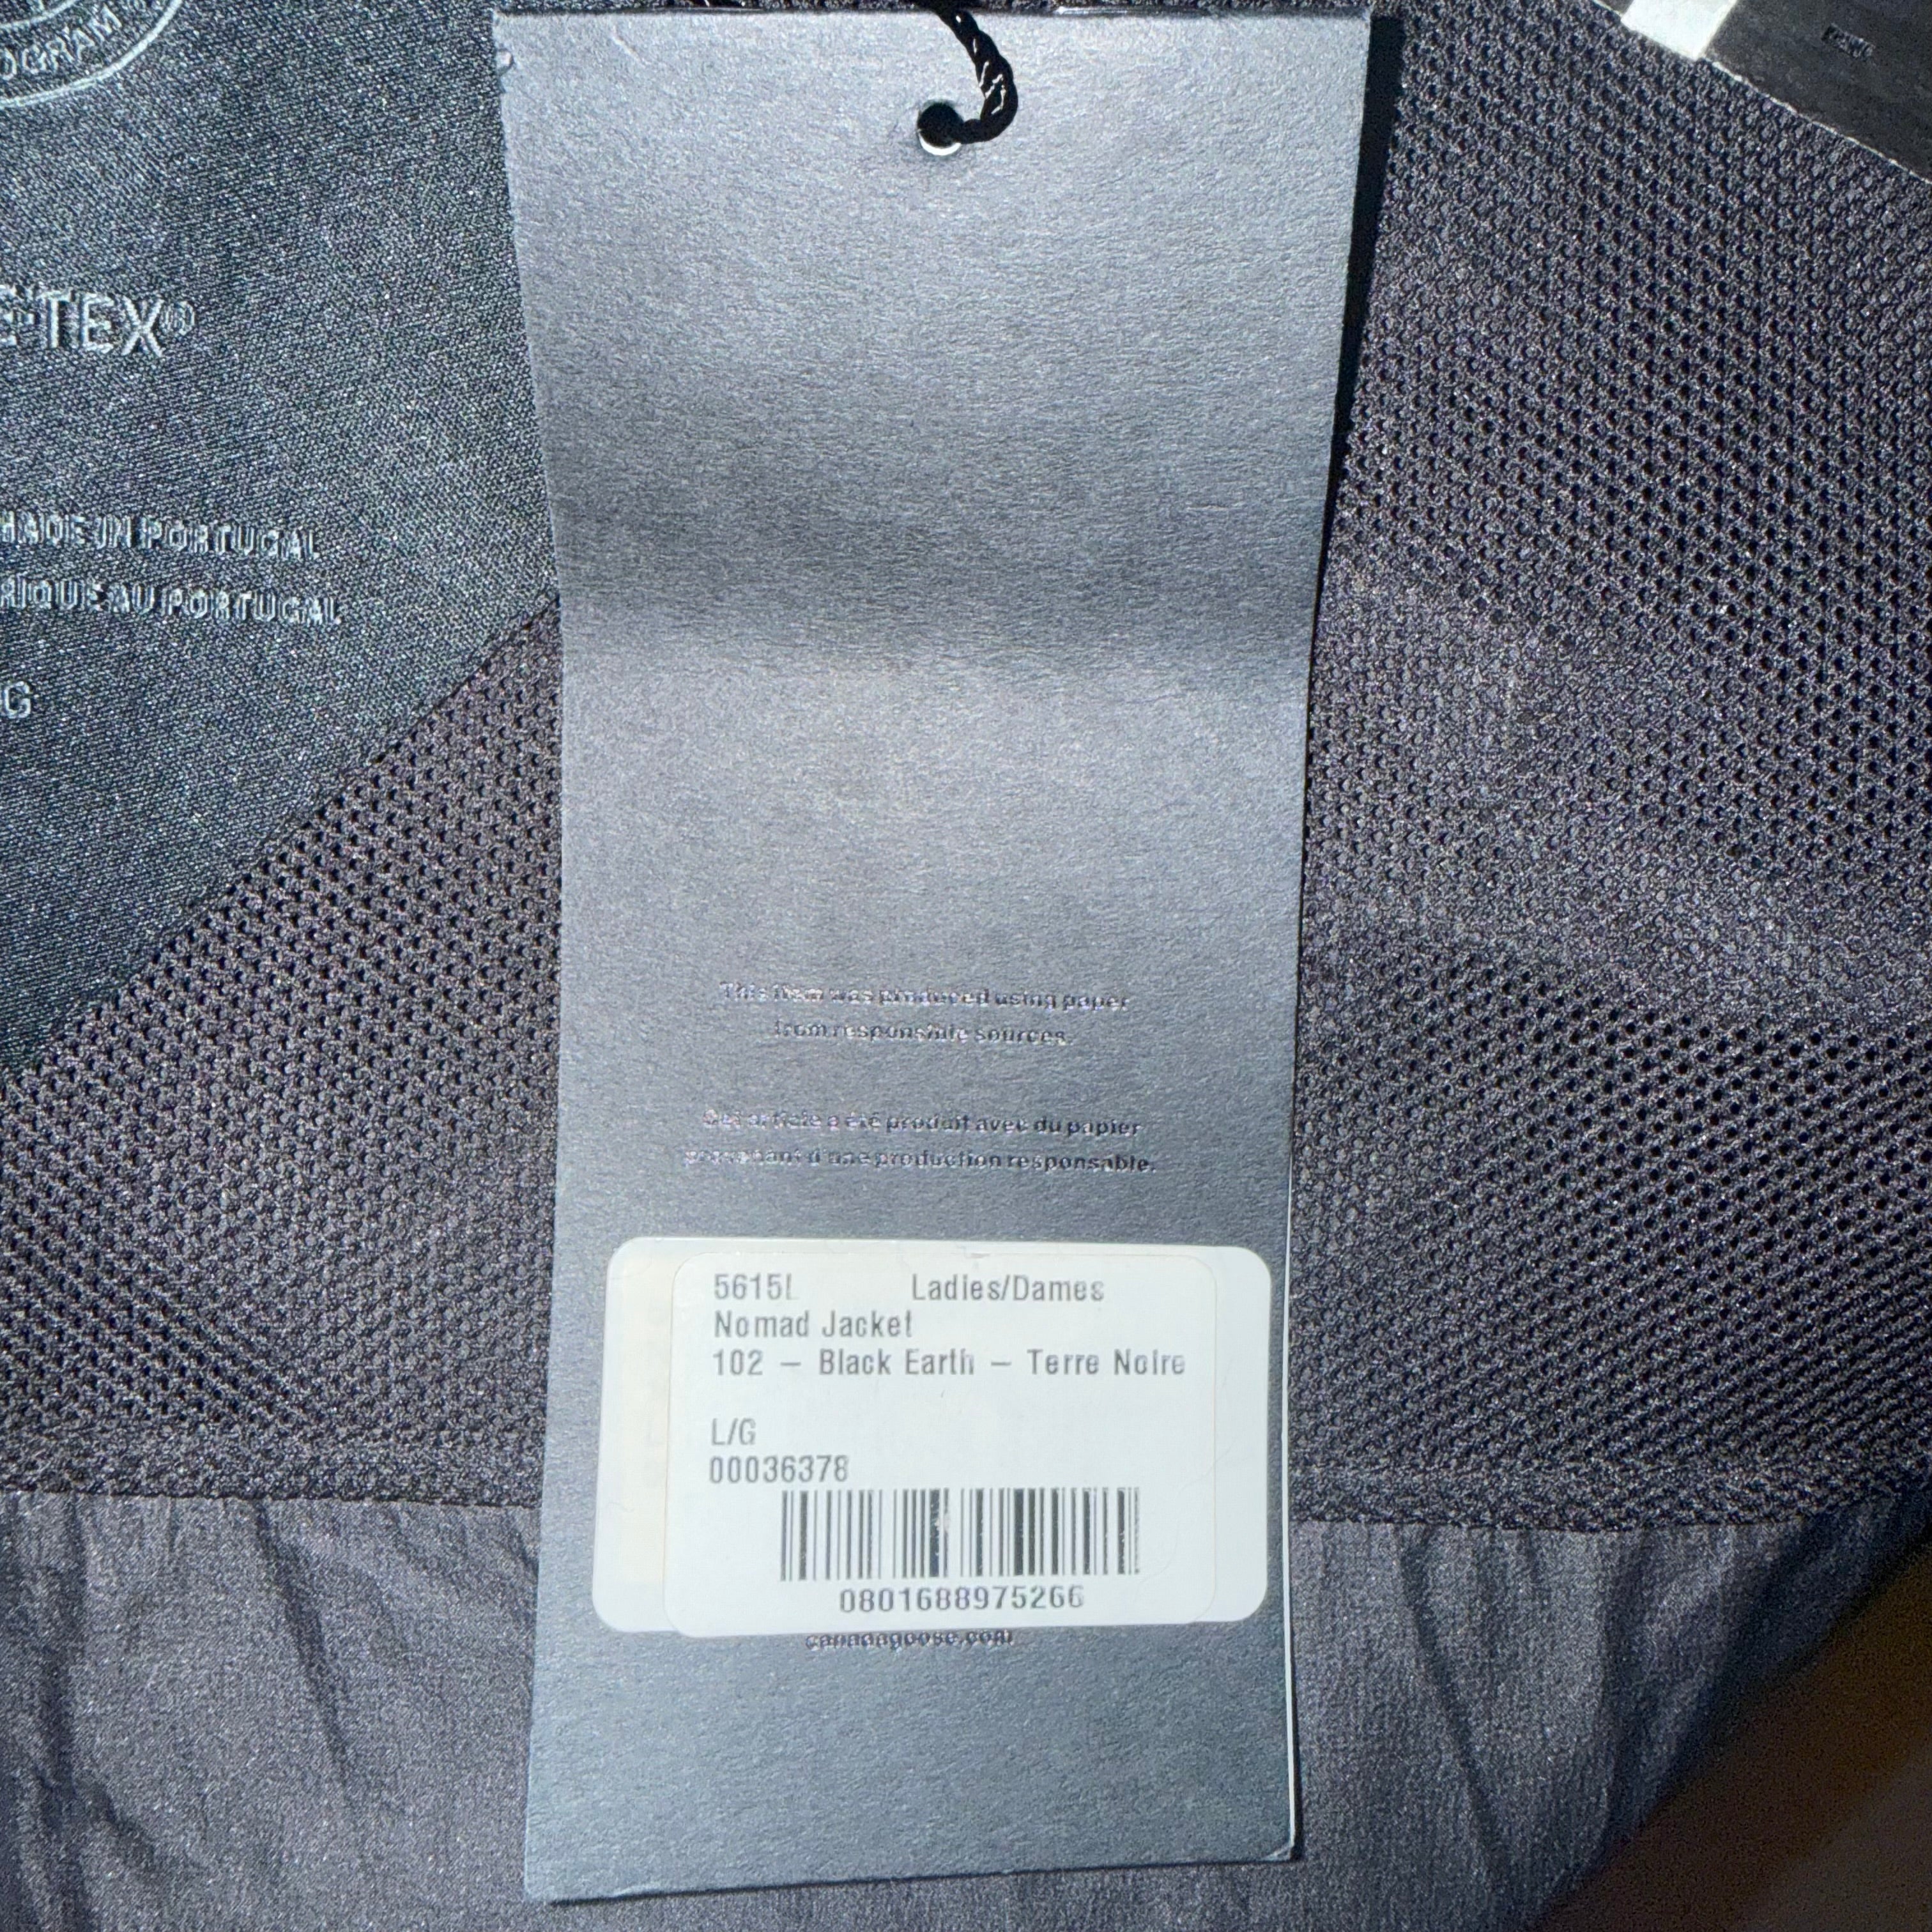 OGRAM
E-TEX®
MADE IN PORTUGAL
RIQUÉ AU PORTUGAL
G
This item was produced using paper
from responsible sources.
Cet article a été produit avec du papier
provenant d'une production responsable.
5615L Ladies/Dames
Nomad Jacket
102 – Black Earth – Terre Noire
L/G
00036378
0801688975266
canadagoose.com